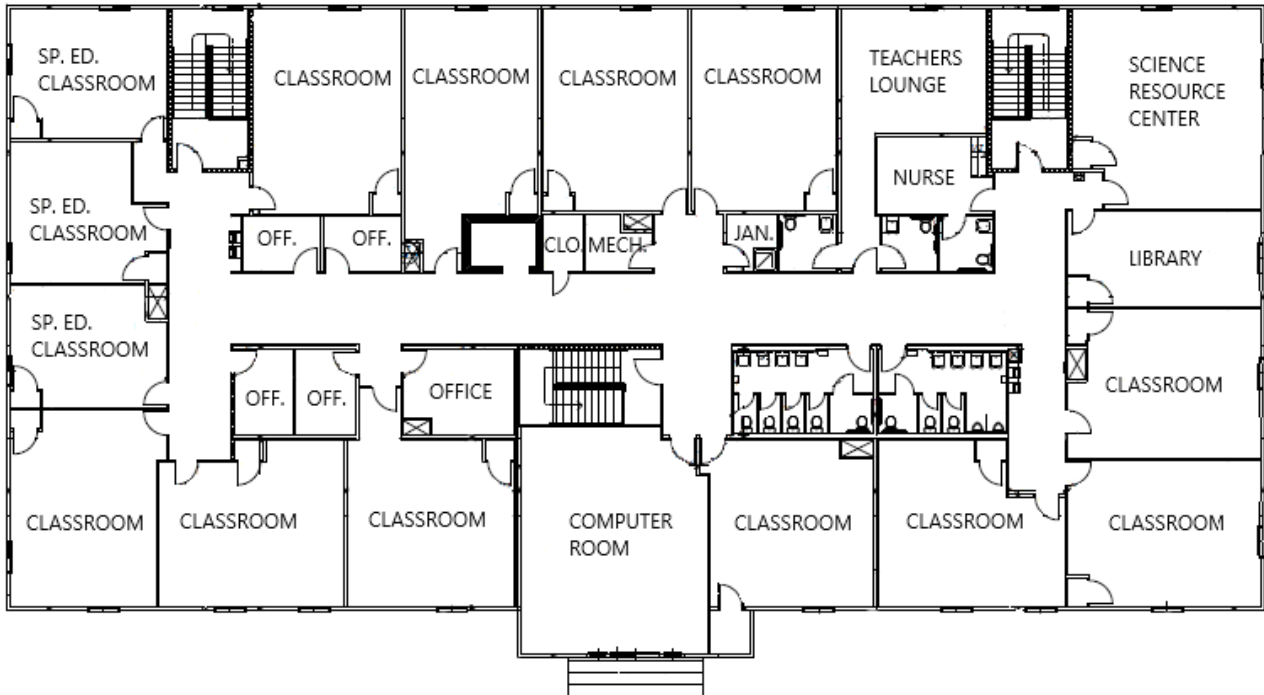 SP. ED.
CLASSROOM
CLASSROOM
CLASSROOM
CLASSROOM
CLASSROOM
TEACHERS
LOUNGE
SCIENCE
RESOURCE
CENTER
SP. ED.
CLASSROOM
NURSE
OFF.
OFF.
CLO.
MECH.
JAN.
LIBRARY
SP. ED.
CLASSROOM
OFF.
OFF.
OFFICE
CLASSROOM
CLASSROOM
CLASSROOM
CLASSROOM
COMPUTER
ROOM
CLASSROOM
CLASSROOM
CLASSROOM